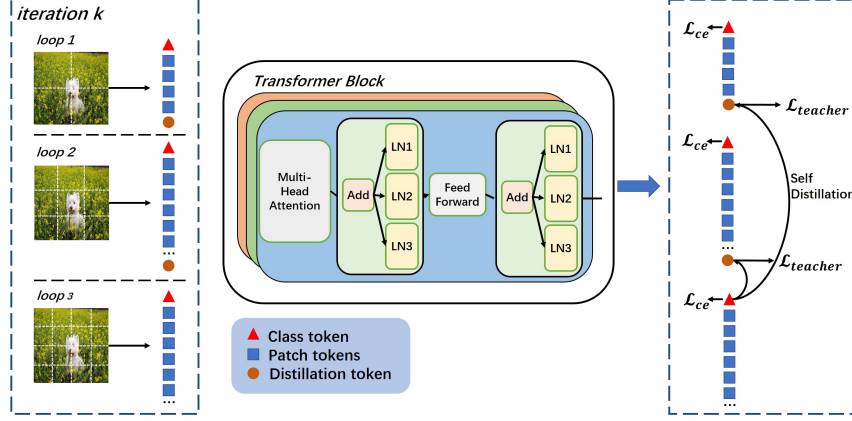 iteration k
loop 1
...
loop 2
...
loop 3
...
Transformer Block
Multi-
Head
Attention
Add
LN1
LN2
LN3
Feed
Forward
Add
LN1
LN2
LN3
Class token
Patch tokens
Distillation token
ℒce
ℒteacher
ℒce
Self
Distillation
...
ℒteacher
ℒce
...